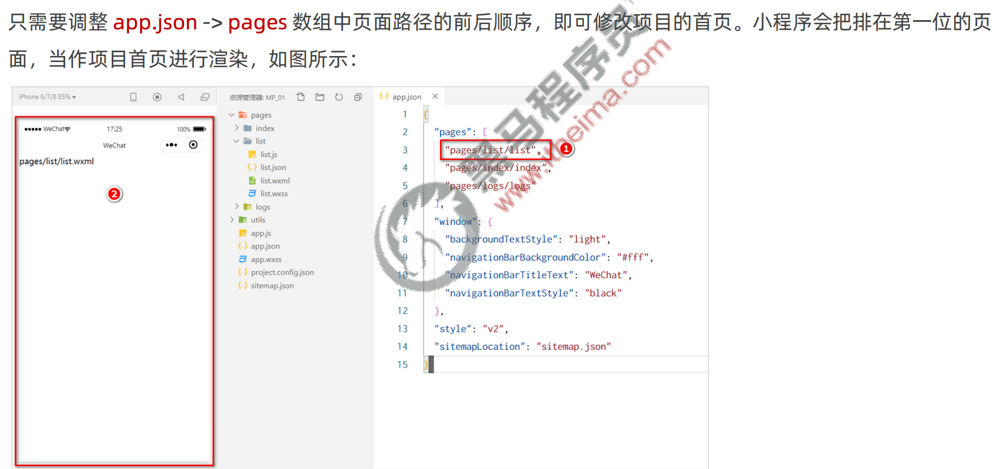 只需要调整 app.json -> pages 数组中页面路径的前后顺序，即可修改项目的首页。小程序会把排在第一位的页
面，当作项目首页进行渲染，如图所示：
iPhone 6/7/8 85%
WeChat
17:25
100%
WeChat
pages/list/list.wxml
2
资源管理器: MP_01
pages
index
list
list.js
list.json
list.wxml
list.wxss
logs
utils
app.js
app.json
app.wxss
project.config.json
sitemap.json
{..} app.json
1 {
2 "pages": [
3 "pages/list/list",
1
4 "pages/index/index",
5 "pages/logs/logs"
6 ],
7 "window": {
8 "backgroundTextStyle": "light",
9 "navigationBarBackgroundColor": "#fff",
10 "navigationBarTitleText": "WeChat",
11 "navigationBarTextStyle": "black"
12 },
13 "style": "v2",
14 "sitemapLocation": "sitemap.json"
15 }
黑马程序员
www.itheima.com